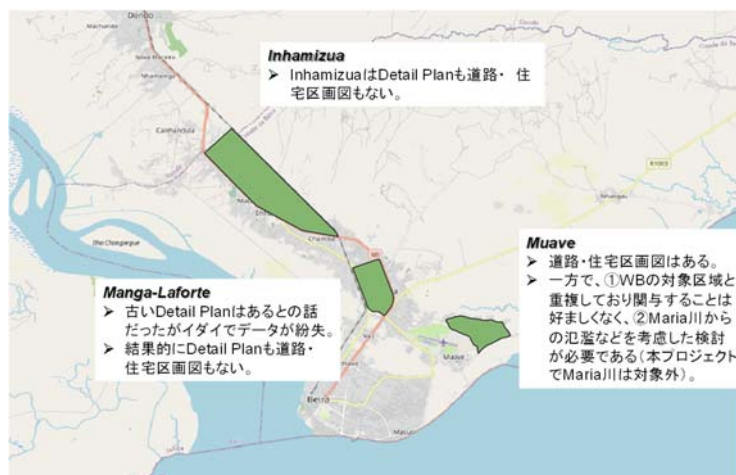 Dondo
Inhamizua
➢ InhamizuaはDetail Planも道路・ 住
宅区画図もない。
Chamba
Manga-Laforte
➢ 古いDetail Planはあるとの話
だったがイダイでデータが紛失。
➢ 結果的にDetail Planも道路・
住宅区画図もない。
Muave
➢ 道路・住宅区画図はある。
➢ 一方で、①WBの対象区域と
重複しており関与することは
好ましくなく、②Maria川から
の氾濫などを考慮した検討
が必要である（本プロジェクト
でMaria川は対象外）。
Muave
Beira